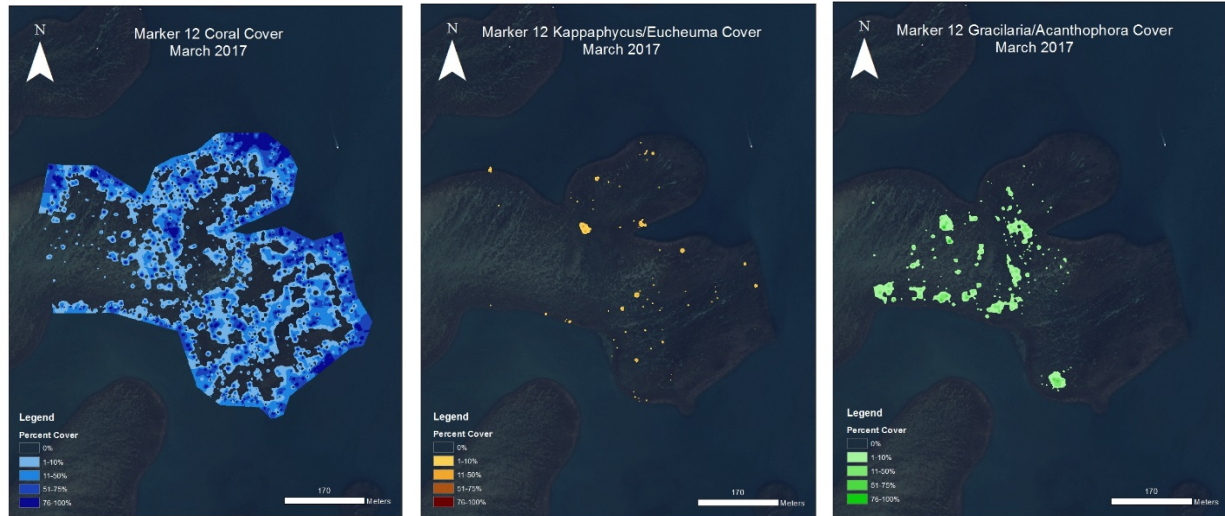 N
Marker 12 Coral Cover
March 2017
Legend
Percent Cover
0%
1-10%
11-50%
51-75%
76-100%
170
Meters
N
Marker 12 Kappaphycus/Eucheuma Cover
March 2017
Legend
Percent Cover
0%
1-10%
11-50%
51-75%
76-100%
170
Meters
N
Marker 12 Gracilaria/Acanthophora Cover
March 2017
Legend
Percent Cover
0%
1-10%
11-50%
51-75%
76-100%
170
Meters